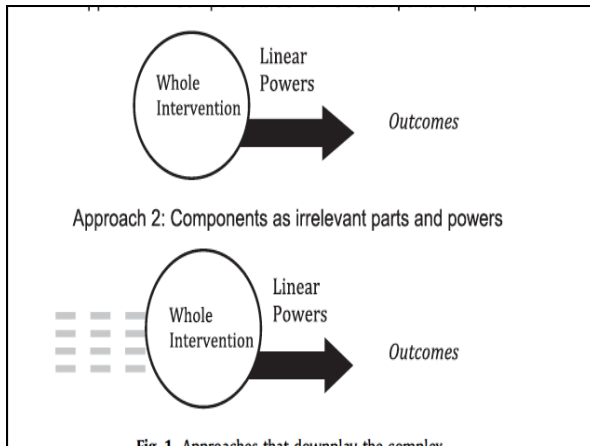 Linear
Powers
Whole
Intervention
Outcomes
Approach 2: Components as irrelevant parts and powers
Linear
Powers
Whole
Intervention
Outcomes
Fig. 1. Approaches that downplay the complex